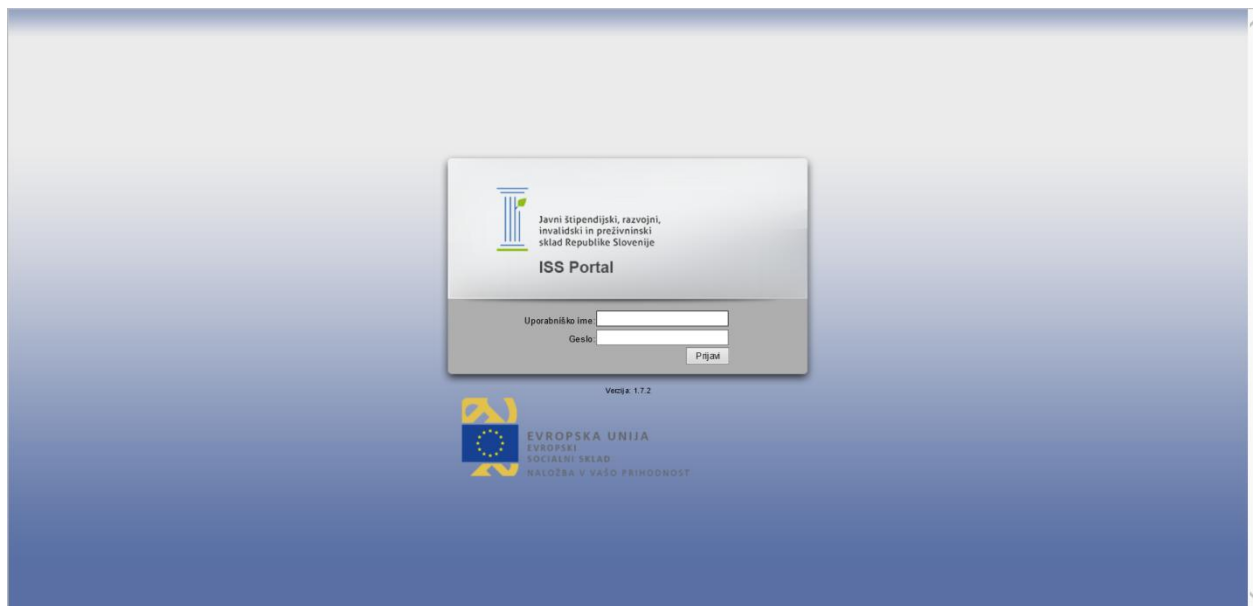 Javni štipendijski, razvojni,
invalidski in preživninski
sklad Republike Slovenije
ISS Portal
Uporabniško ime:
Geslo:
Prijavi
Verzija: 1.7.2
EVROPSKA UNIJA
EVROPSKI
SOCIALNI SKLAD
NALOŽBA V VAŠO PRIHODNOST